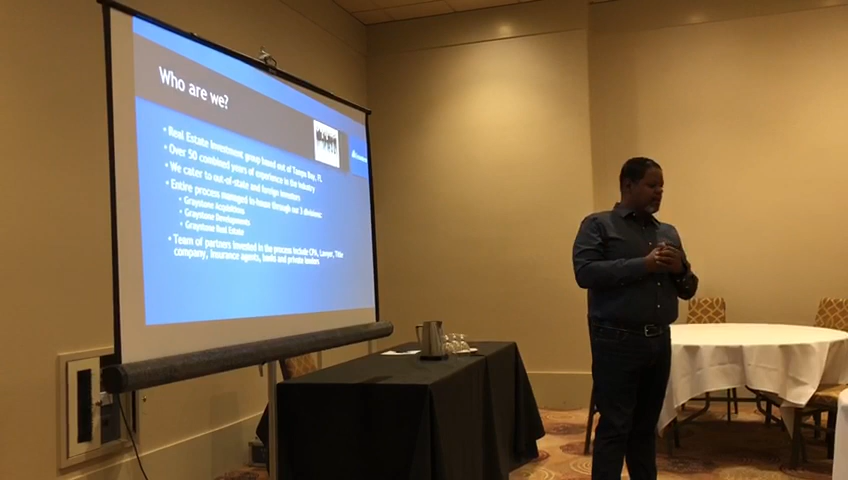 Who are we?
• Real Estate investment group based out of Tampa Bay, FL
• Over 50 combined years of experience in the industry
• We cater to out-of-state and foreign investors
• Entire process managed in-house through our 3 divisions:
• Graystone Acquisitions
• Graystone Developments
• Graystone Real Estate
• Team of partners invested in the process include CPA, Lawyer, Title
company, insurance agents, banks and private lenders